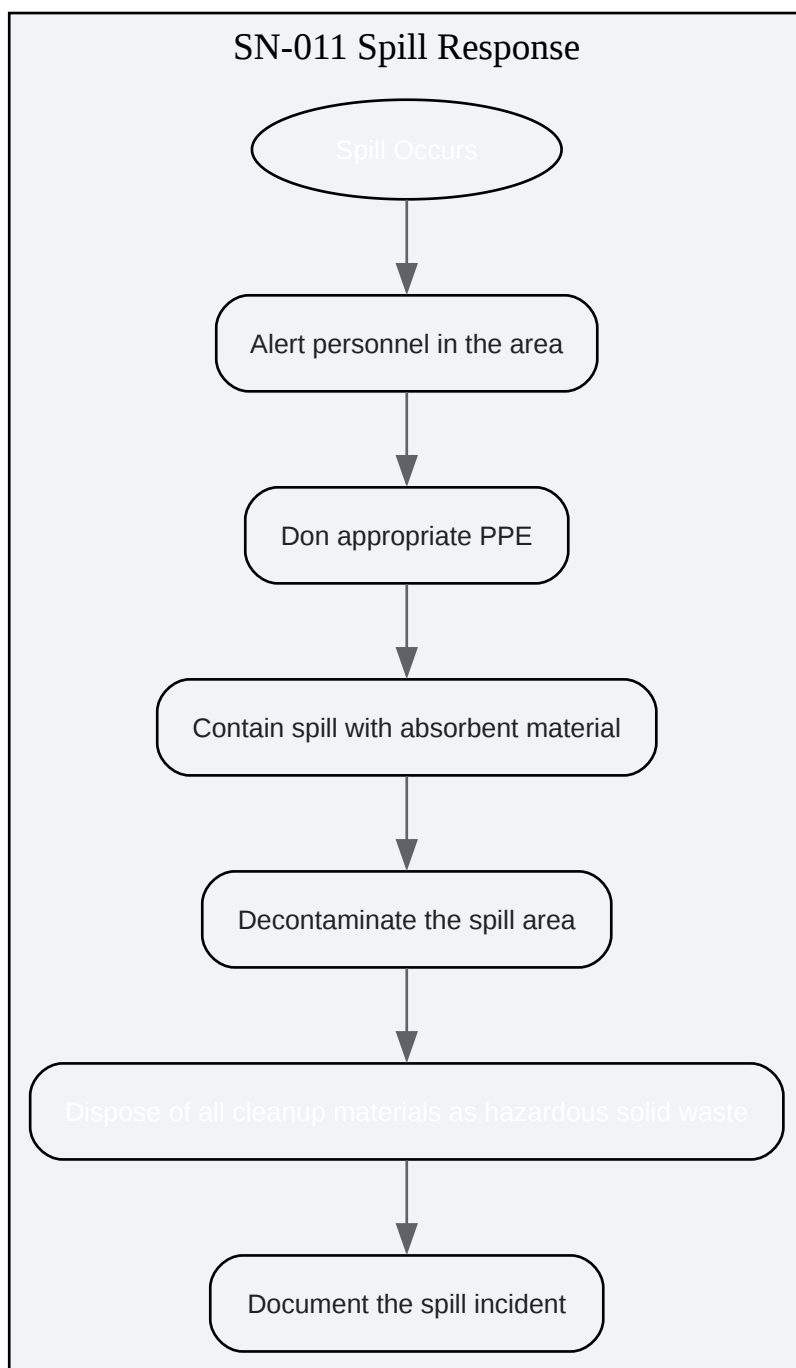 SN-011 Spill Response
Spill Occurs
Alert personnel in the area
Don appropriate PPE
Contain spill with absorbent material
Decontaminate the spill area
Dispose of all cleanup materials as hazardous solid waste
Document the spill incident